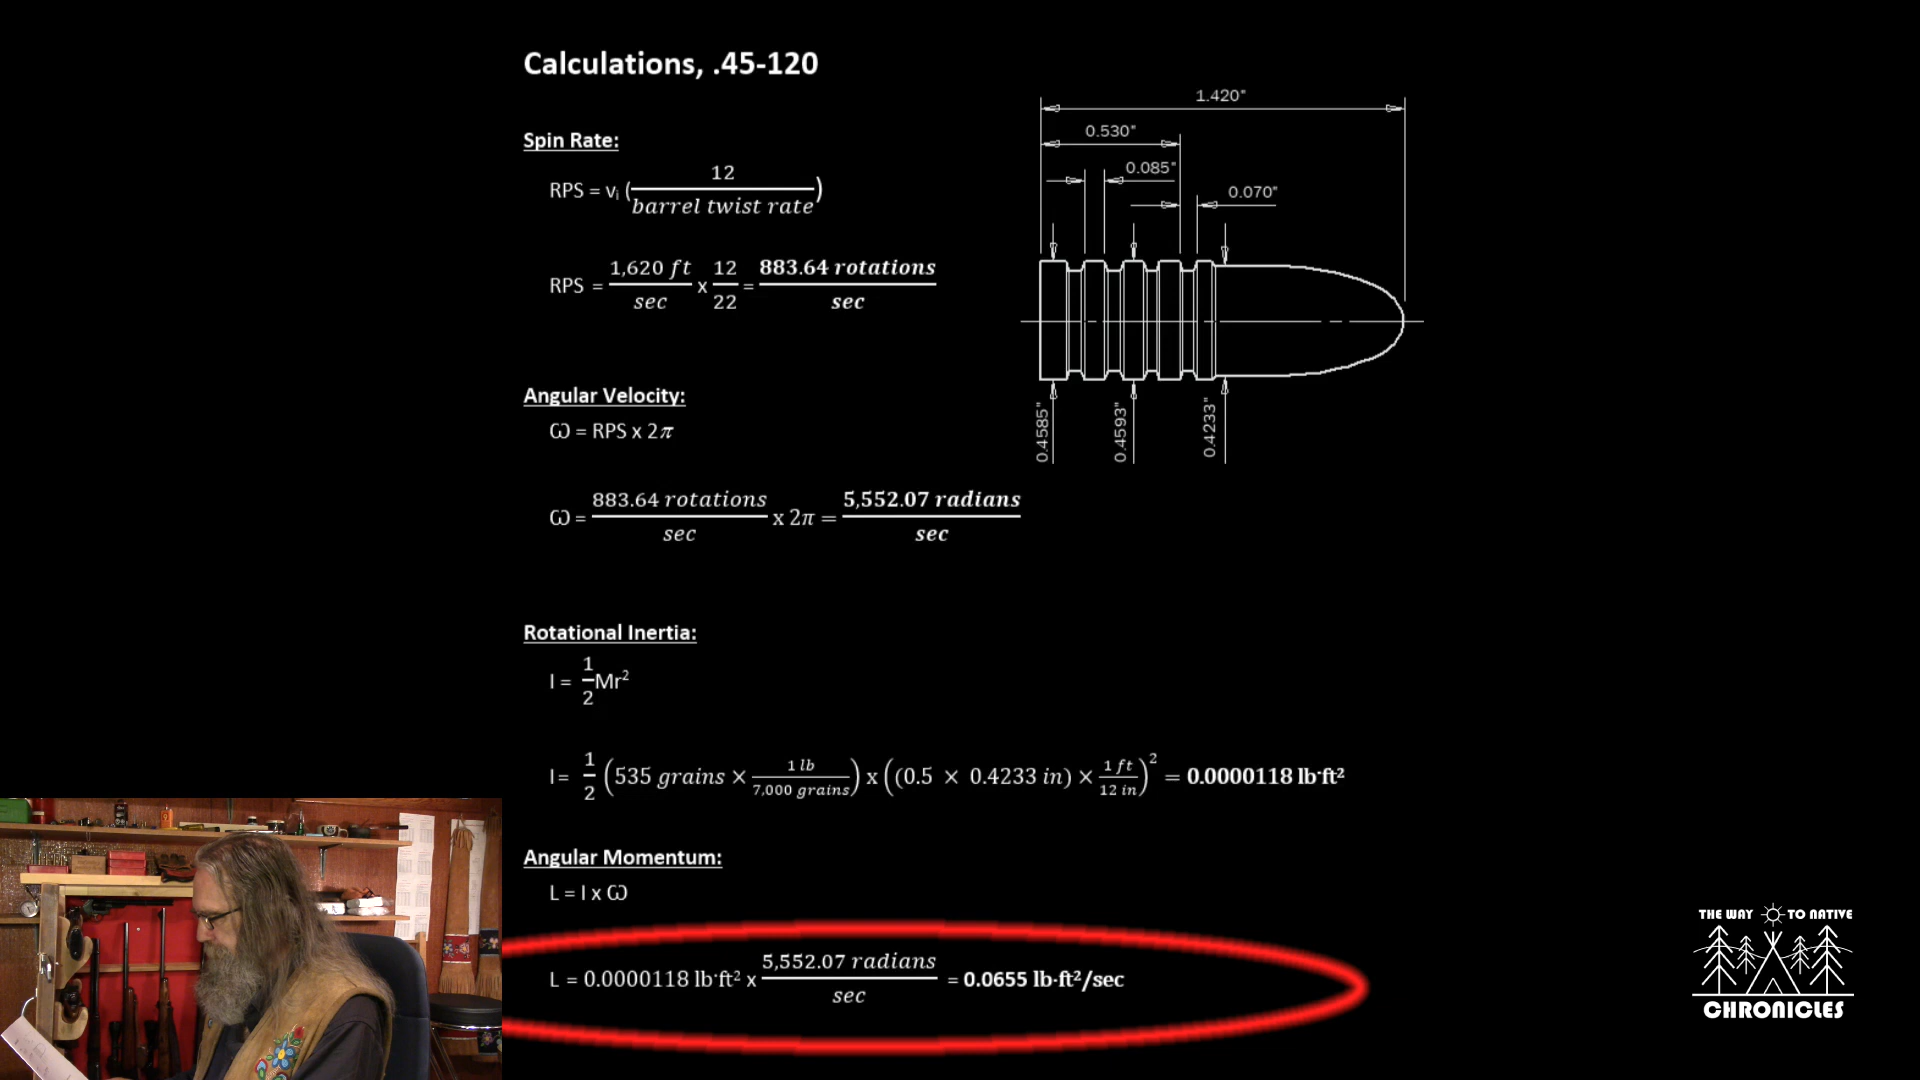 Calculations, .45-120
1.420"
0.530"
0.085"
0.070"
0.4585"
0.4593"
0.4233"
Spin Rate:
RPS = vᵢ (12 / barrel twist rate)
RPS = 1,620 ft / sec x 12 / 22 = 883.64 rotations / sec
Angular Velocity:
ω = RPS x 2π
ω = 883.64 rotations / sec x 2π = 5,552.07 radians / sec
Rotational Inertia:
I = 1/2 Mr²
I = 1/2 (535 grains × 1 lb / 7,000 grains) x ((0.5 × 0.4233 in) × 1 ft / 12 in)² = 0.0000118 lb·ft²
Angular Momentum:
L = I x ω
L = 0.0000118 lb·ft² x 5,552.07 radians / sec = 0.0655 lb·ft²/sec
THE WAY TO NATIVE
CHRONICLES